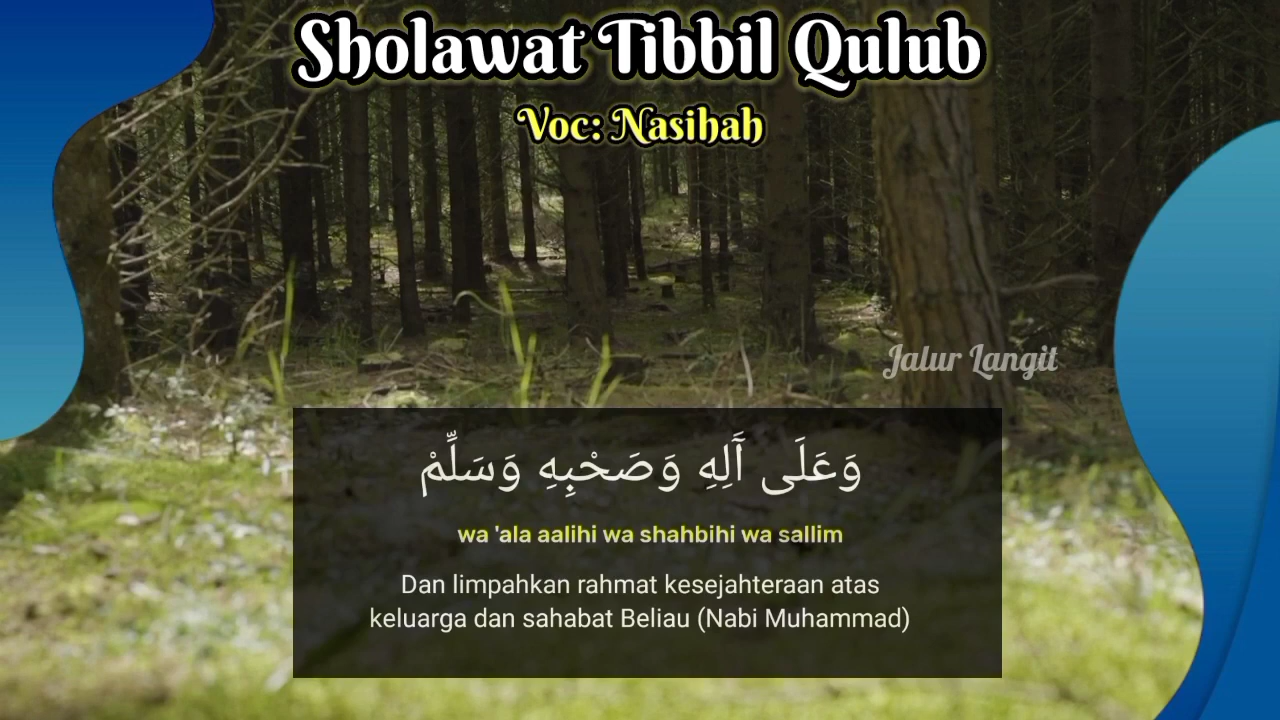 Sholawat Tibbil Qulub
Voc: Nasihah
Jalur Langit
وَعَلَى آَلِهِ وَصَحْبِهِ وَسَلِّمْ
wa 'ala aalihi wa shahbihi wa sallim
Dan limpahkan rahmat kesejahteraan atas
keluarga dan sahabat Beliau (Nabi Muhammad)